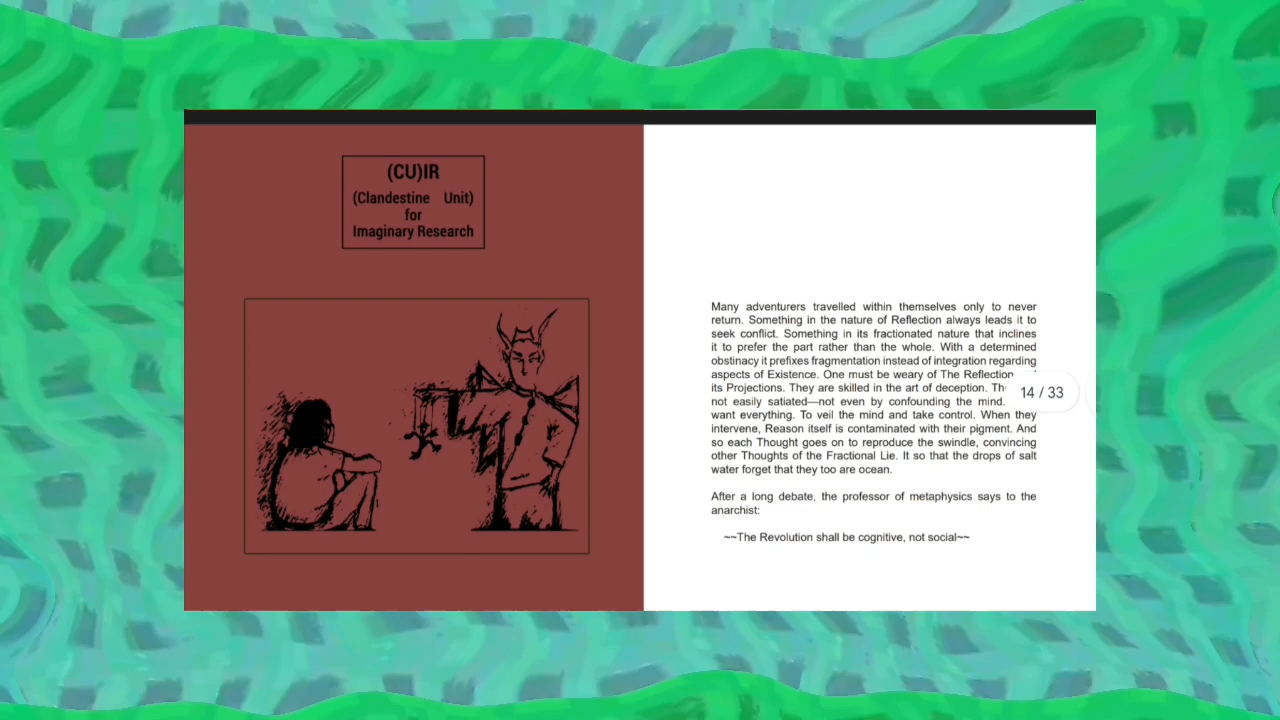 (CU)IR
(Clandestine Unit)
for
Imaginary Research
Many adventurers travelled within themselves only to never
return. Something in the nature of Reflection always leads it to
seek conflict. Something in its fractionated nature that inclines
it to prefer the part rather than the whole. With a determined
obstinacy it prefixes fragmentation instead of integration regarding
aspects of Existence. One must be weary of The Reflection
its Projections. They are skilled in the art of deception.
not easily satiated—not even by confounding the mind.
want everything. To veil the mind and take control. When they
intervene, Reason itself is contaminated with their pigment. And
so each Thought goes on to reproduce the swindle, convincing
other Thoughts of the Fractional Lie. It so that the drops of salt
water forget that they too are ocean.
After a long debate, the professor of metaphysics says to the
anarchist:
~~The Revolution shall be cognitive, not social~~
14 / 33